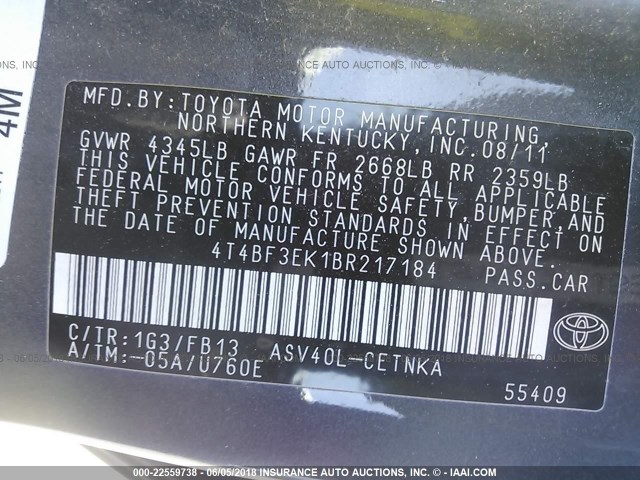 4M
MFD.BY:TOYOTA MOTOR MANUFACTURING,
NORTHERN KENTUCKY, INC.08/11
GVWR 4345LB GAWR FR 2668LB RR 2359LB
THIS VEHICLE CONFORMS TO ALL APPLICABLE
FEDERAL MOTOR VEHICLE SAFETY, BUMPER, AND
THEFT PREVENTION STANDARDS IN EFFECT ON
THE DATE OF MANUFACTURE SHOWN ABOVE.
4T4BF3EK1BR217184 PASS.CAR
C/TR:1G3/FB13 ASV40L-CETNKA
A/TM:-05A/U760E
55409
000-22559738 - 06/05/2018 INSURANCE AUTO AUCTIONS, INC. - IAAI.COM